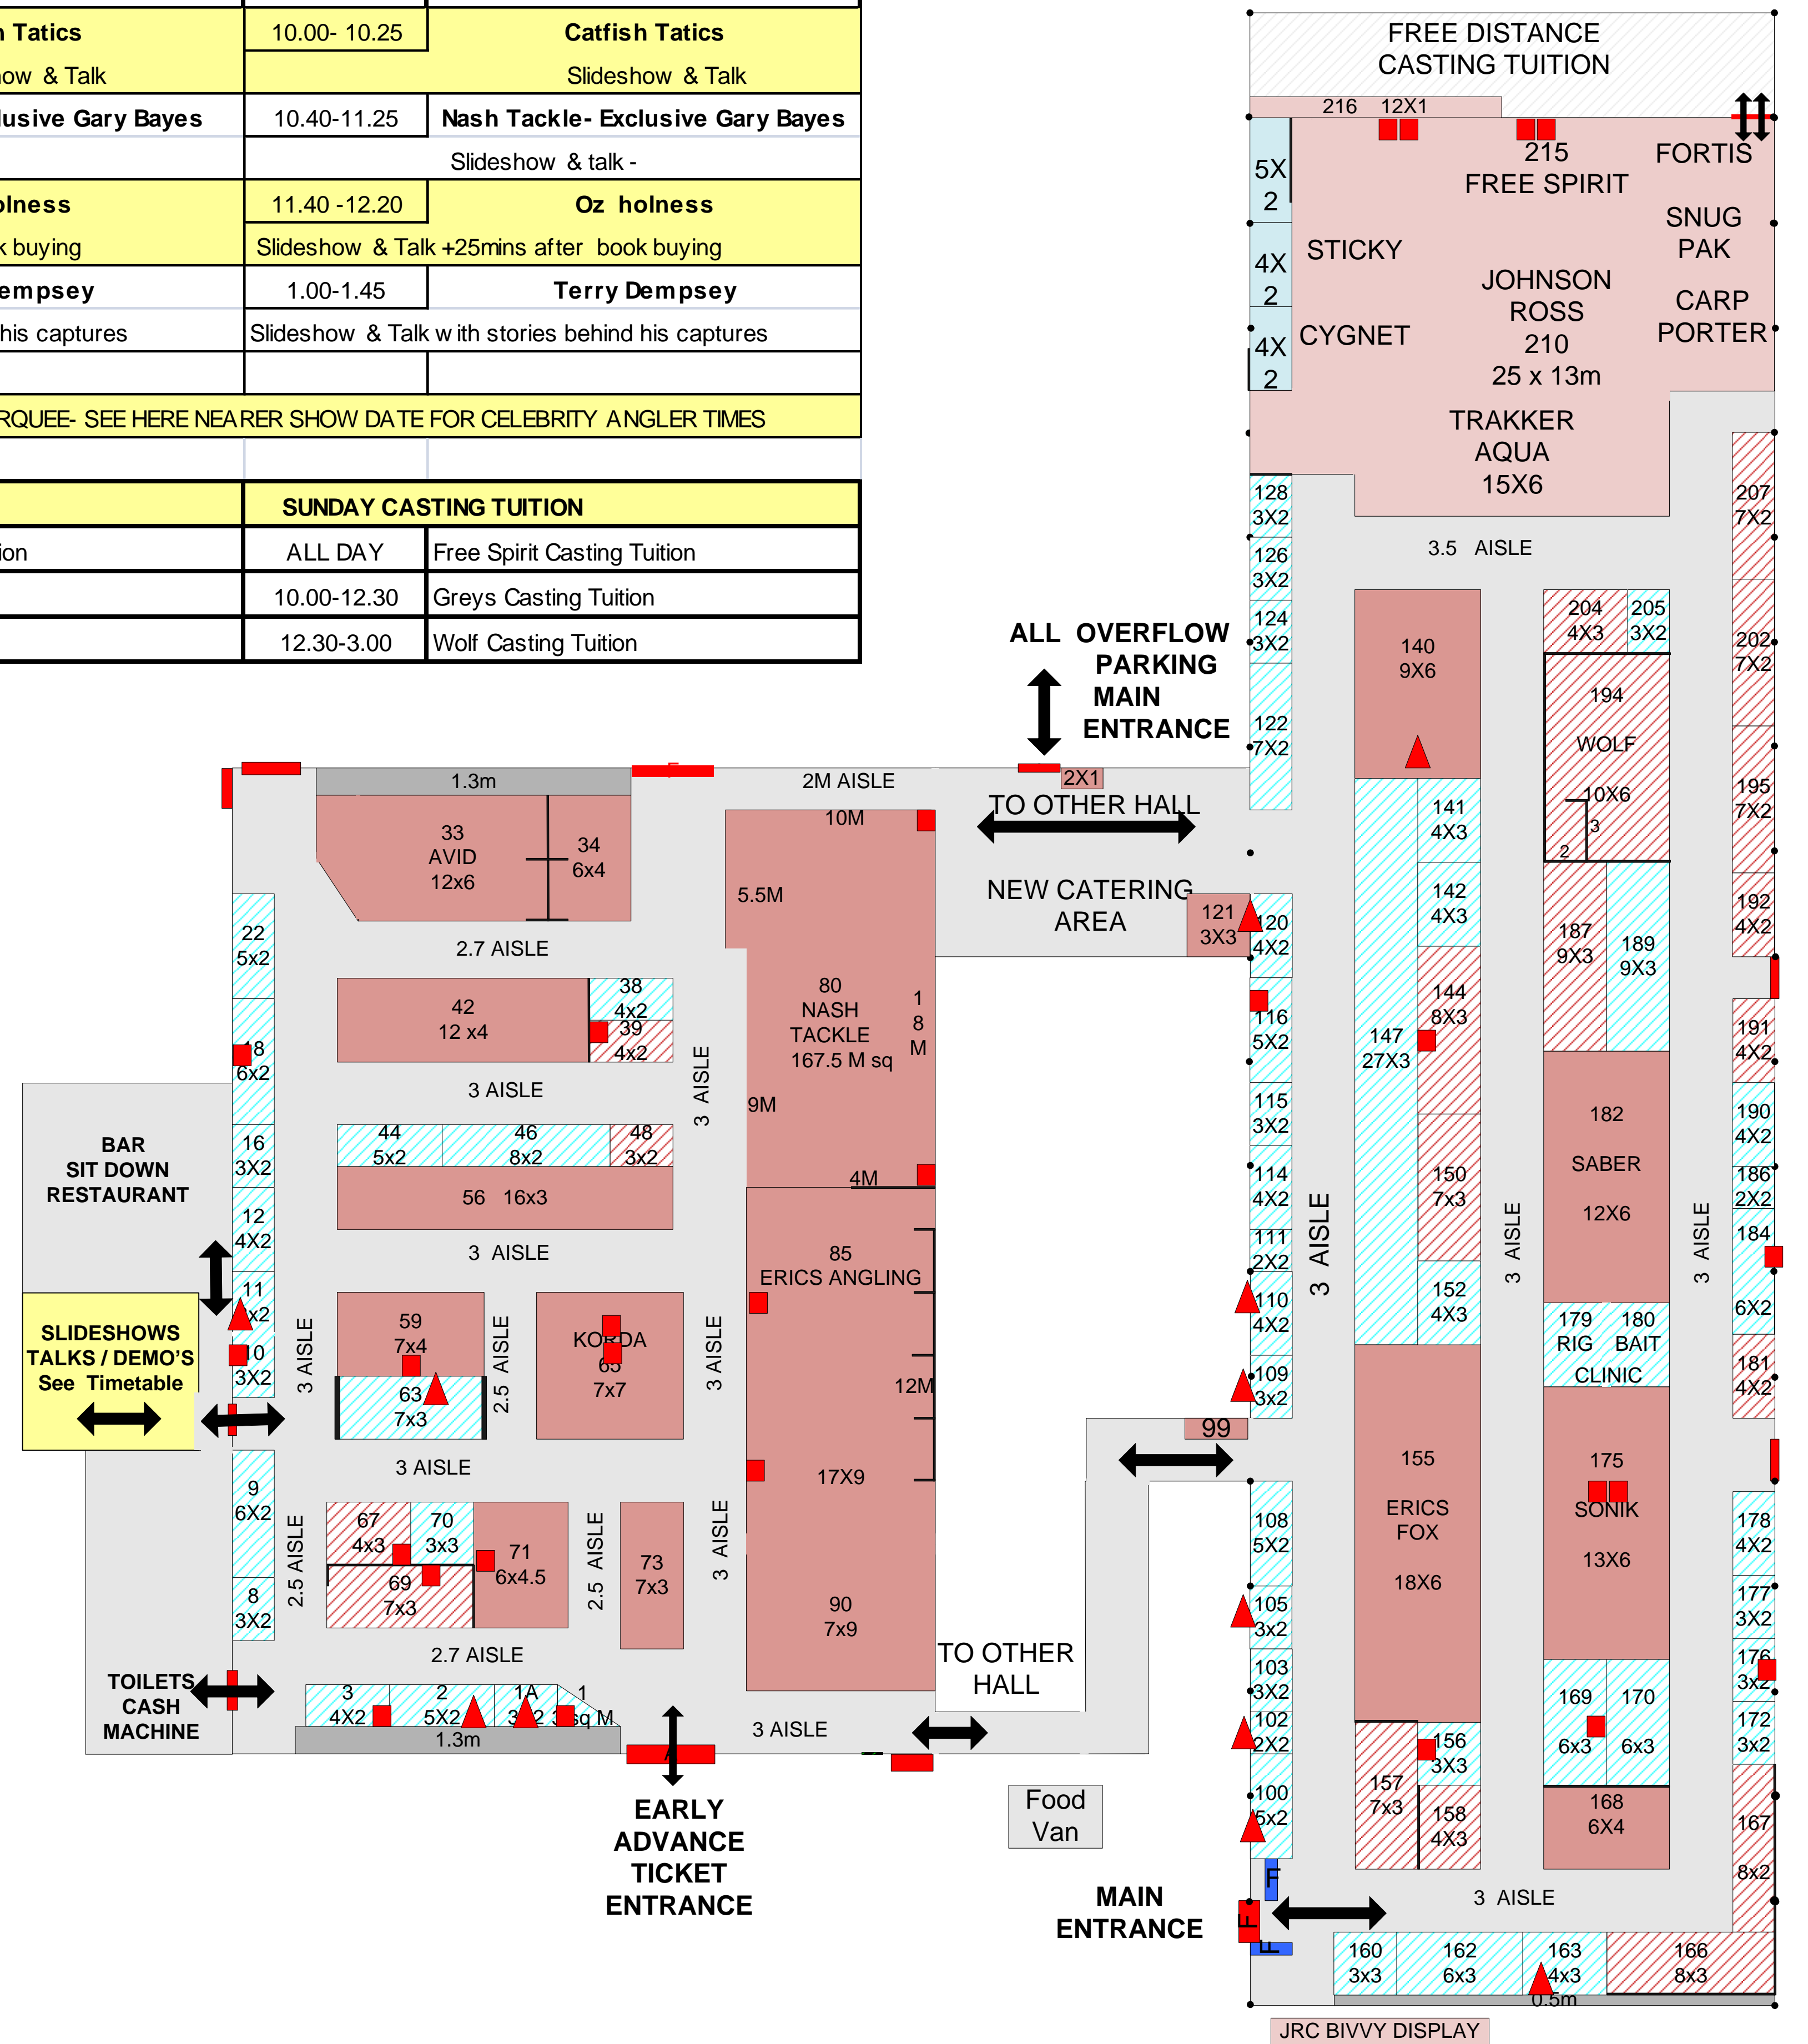 n Tatics
10.00- 10.25
Catfish Tatics
how & Talk
Slideshow & Talk
lusive Gary Bayes
10.40-11.25
Nash Tackle- Exclusive Gary Bayes
Slideshow & talk -
olness
11.40 -12.20
Oz holness
k buying
Slideshow & Talk +25mins after book buying
empsey
1.00-1.45
Terry Dempsey
his captures
Slideshow & Talk with stories behind his captures
RQUEE- SEE HERE NEARER SHOW DATE FOR CELEBRITY ANGLER TIMES
SUNDAY CASTING TUITION
ion
ALL DAY
Free Spirit Casting Tuition
10.00-12.30
Greys Casting Tuition
12.30-3.00
Wolf Casting Tuition
ALL OVERFLOW
PARKING
MAIN
ENTRANCE
1.3m
33
AVID
12x6
34
6x4
2M AISLE
2X1
TO OTHER HALL
10M
5.5M
NEW CATERING
AREA
121
3X3
2.7 AISLE
22
5x2
42
12 x4
38
4x2
39
4x2
80
NASH
TACKLE
167.5 M sq
1
8
M
18
6x2
3 AISLE
3 AISLE
9M
BAR
SIT DOWN
RESTAURANT
16
3X2
44
5x2
46
8x2
48
3x2
56 16x3
4M
12
4X2
3 AISLE
85
ERICS ANGLING
11
x2
SLIDESHOWS
TALKS / DEMO'S
See Timetable
10
3X2
3 AISLE
59
7x4
63
7x3
2.5 AISLE
KORDA
65
7x7
3 AISLE
12M
17X9
3 AISLE
9
6X2
8
3X2
2.5 AISLE
67
4x3
70
3x3
69
7x3
71
6x4.5
2.5 AISLE
73
7x3
3 AISLE
90
7x9
2.7 AISLE
TO OTHER
HALL
TOILETS
CASH
MACHINE
3
4X2
2
5X2
1A
3X2
1
3 sq M
1.3m
3 AISLE
EARLY
ADVANCE
TICKET
ENTRANCE
Food
Van
MAIN
ENTRANCE
FREE DISTANCE
CASTING TUITION
216 12X1
5X
2
4X
2
4X
2
215
FREE SPIRIT
FORTIS
SNUG
PAK
STICKY
CYGNET
JOHNSON
ROSS
210
25 x 13m
CARP
PORTER
TRAKKER
AQUA
15X6
128
3X2
126
3X2
124
3X2
122
7X2
120
4X2
116
5X2
115
3X2
114
4X2
111
2X2
110
4X2
109
3x2
99
108
5X2
105
3x2
103
3X2
102
2X2
100
5x2
F
F
F
3.5 AISLE
3 AISLE
140
9X6
141
4X3
142
4X3
144
8X3
147
27X3
150
7x3
152
4X3
155
ERICS
FOX
18X6
156
3X3
157
7x3
158
4X3
3 AISLE
204
4X3
205
3X2
194
WOLF
10X6
3
2
187
9X3
189
9X3
182
SABER
12X6
179
RIG
180
BAIT
CLINIC
175
SONIK
13X6
169
6x3
170
6x3
168
6X4
3 AISLE
207
7X2
202
7X2
195
7X2
192
4X2
191
4X2
190
4X2
186
2X2
184
6X2
181
4X2
178
4X2
177
3X2
176
3x2
172
3x2
167
8x2
3 AISLE
160
3x3
162
6x3
163
4x3
166
8x3
0.5m
JRC BIVVY DISPLAY